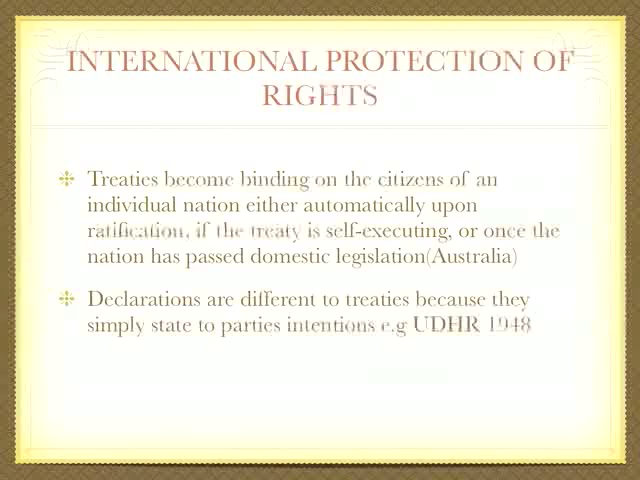 INTERNATIONAL PROTECTION OF
RIGHTS
Treaties become binding on the citizens of an
individual nation either automatically upon
ratification, if the treaty is self-executing, or once the
nation has passed domestic legislation(Australia)
Declarations are different to treaties because they
simply state to parties intentions e.g UDHR 1948